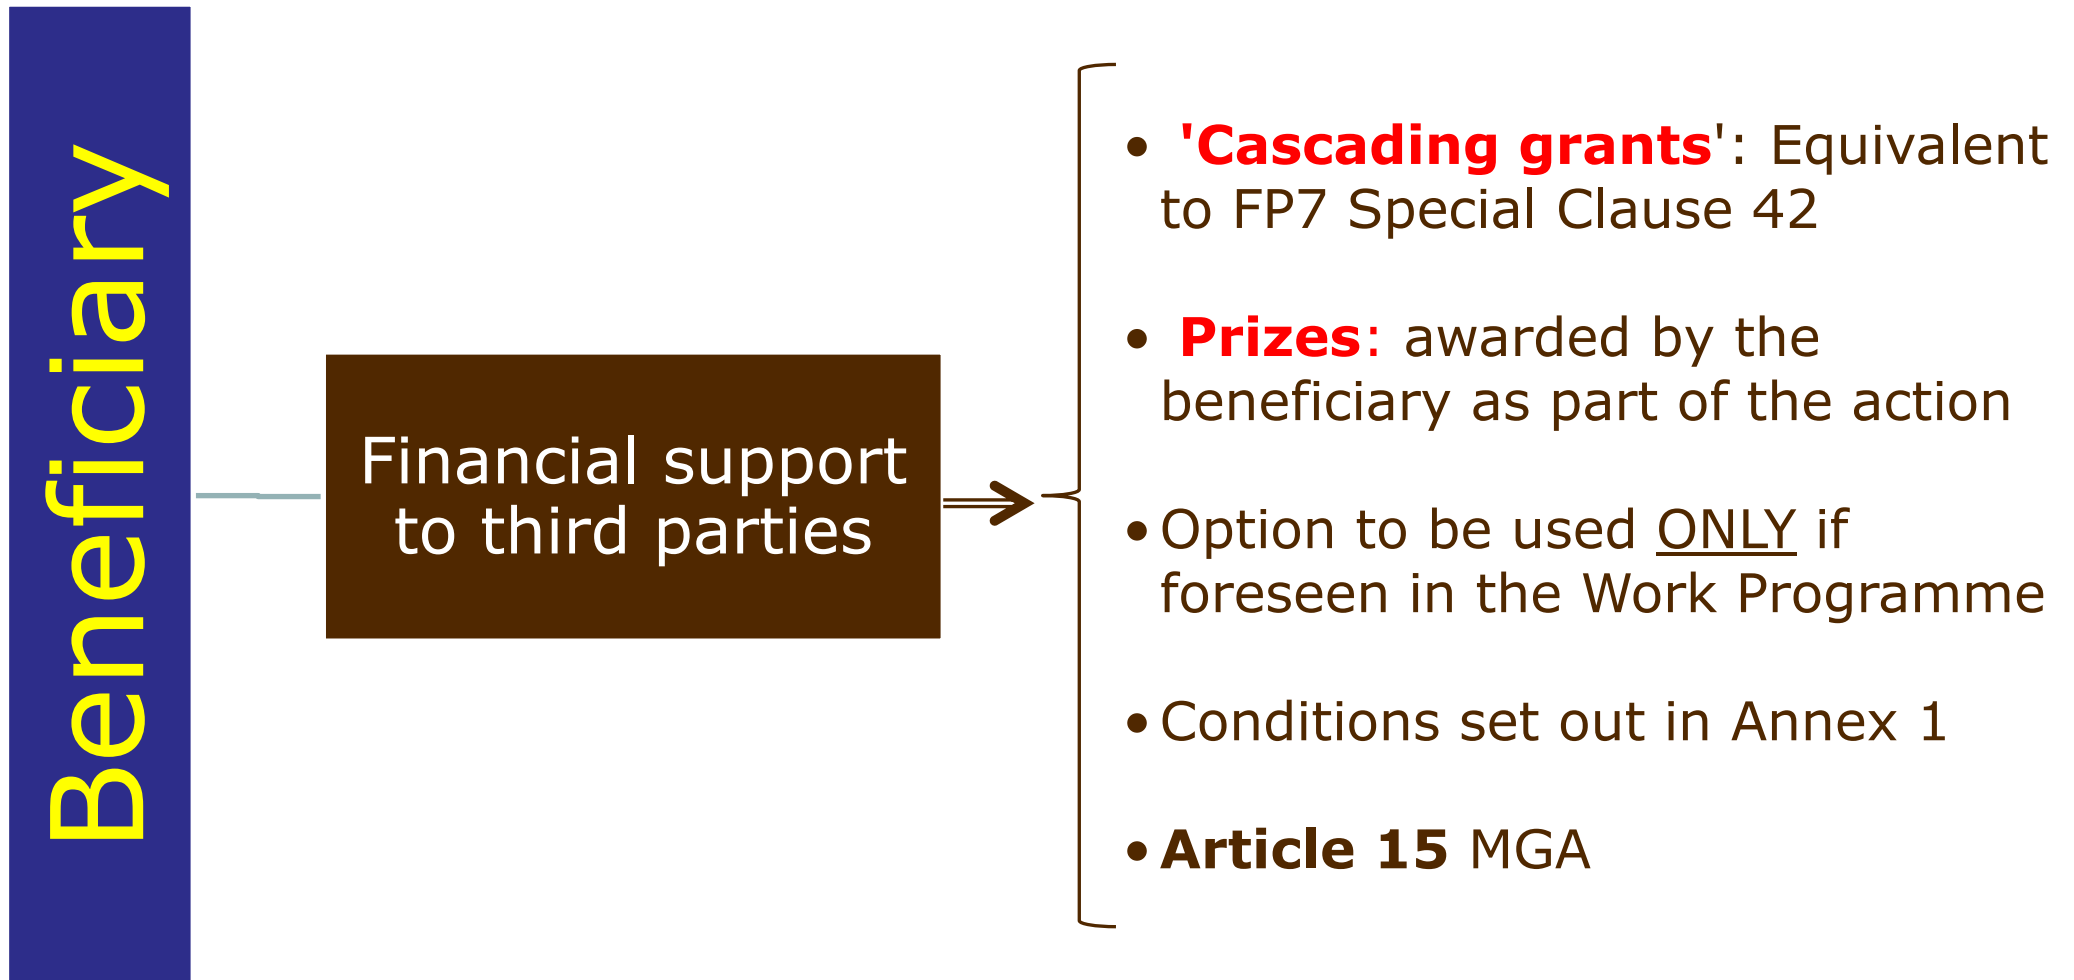 Beneficiary
Financial support
to third parties
• 'Cascading grants': Equivalent
to FP7 Special Clause 42
• Prizes: awarded by the
beneficiary as part of the action
• Option to be used ONLY if
foreseen in the Work Programme
• Conditions set out in Annex 1
• Article 15 MGA